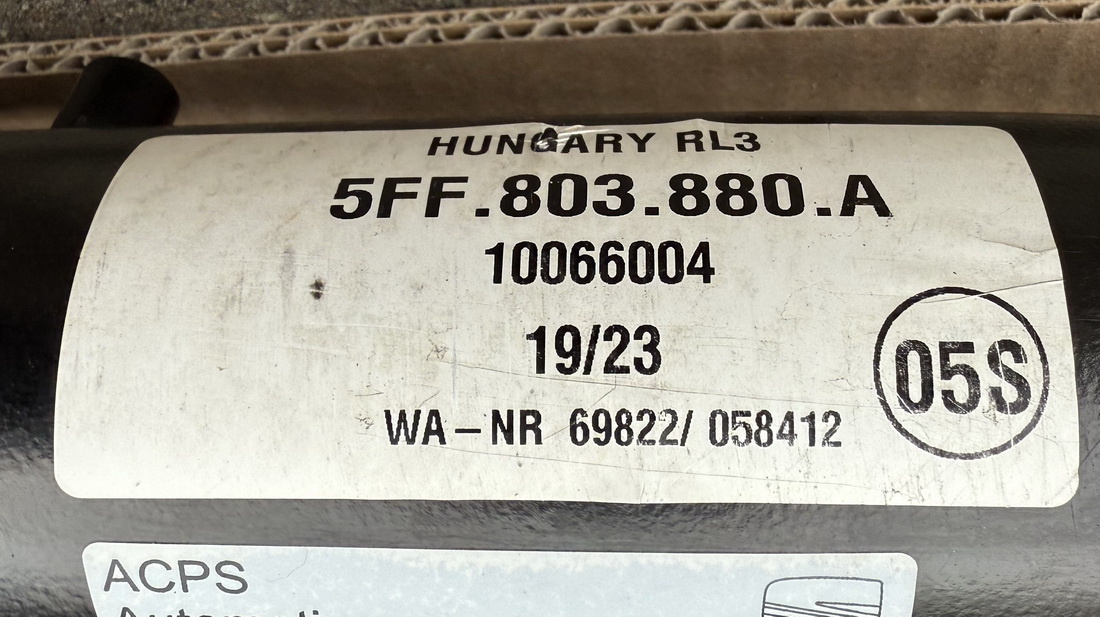 HUNGARY RL3
5FF.803.880.A
10066004
19/23
05S
WA-NR 69822/ 058412
ACPS